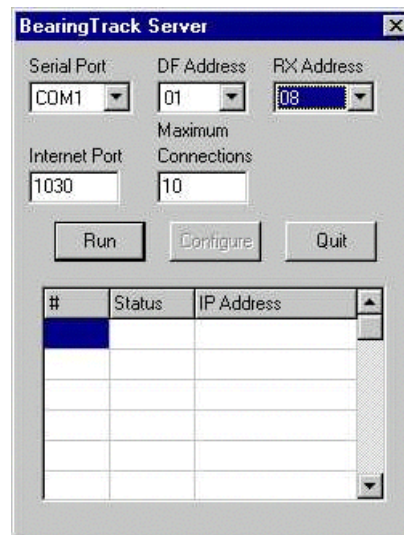 BearingTrack Server
Serial Port DF Address RX Address
COM1 01 08
Maximum
Internet Port Connections
1030 10
Run Configure Quit
# Status IP Address